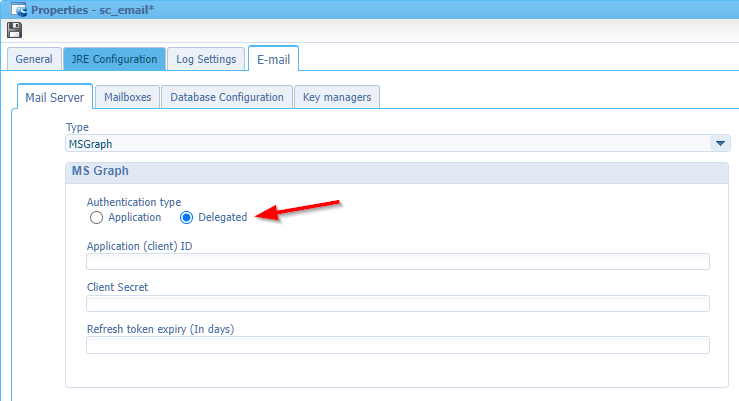 Properties - sc_email*
General JRE Configuration Log Settings E-mail
Mail Server Mailboxes Database Configuration Key managers
Type
MSGraph
MS Graph
Authentication type
Application Delegated
Application (client) ID
Client Secret
Refresh token expiry (In days)